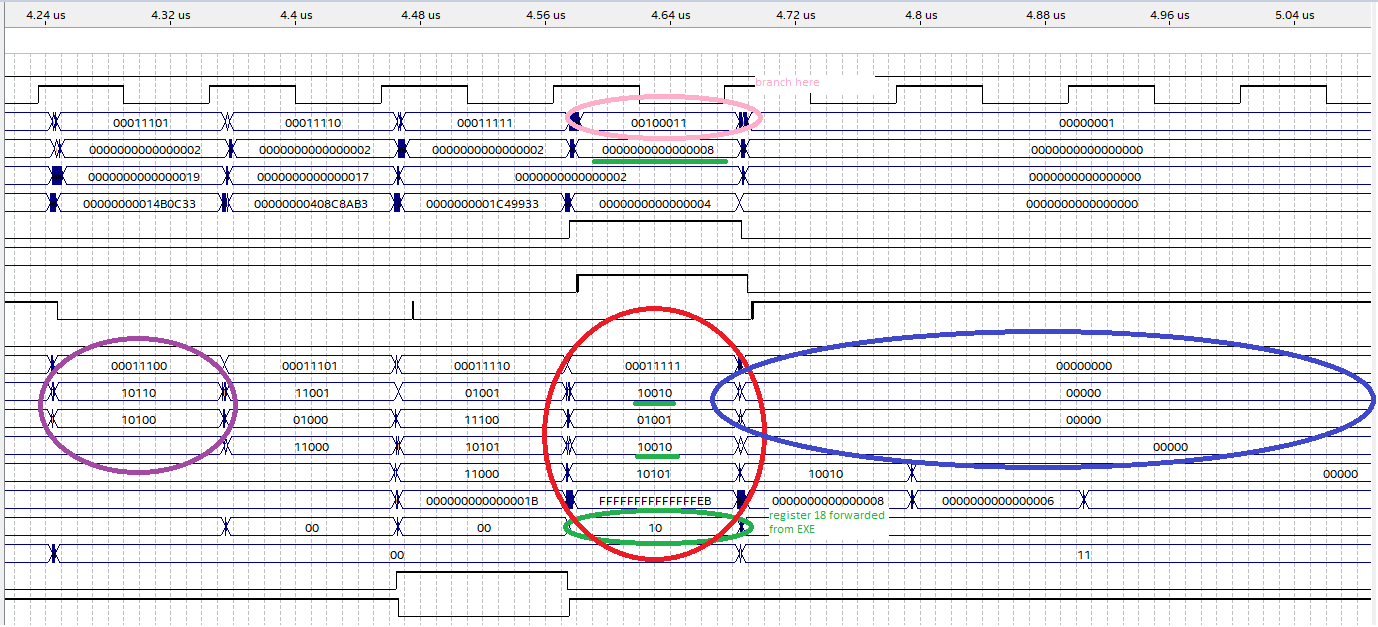 4.24 us 4.32 us 4.4 us 4.48 us 4.56 us 4.64 us 4.72 us 4.8 us 4.88 us 4.96 us 5.04 us
branch here
00011101 00011110 00011111 00100011 00000001
0000000000000002 0000000000000002 0000000000000002 0000000000000008 0000000000000000
0000000000000019 0000000000000017 0000000000000002 0000000000000000
00000000014B0C33 00000000408C8AB3 0000000001C49933 0000000000000004 0000000000000000
00011100 00011101 00011110 00011111 00000000
10110 11001 01001 10010 00000
10100 01000 11100 01001 00000
11000 10101 10010 00000
11000 10101 10010 00000
000000000000001B FFFFFFFFFFFFFFEB 0000000000000008 0000000000000006
register 18 forwarded
00 00 10
from EXE
00 11